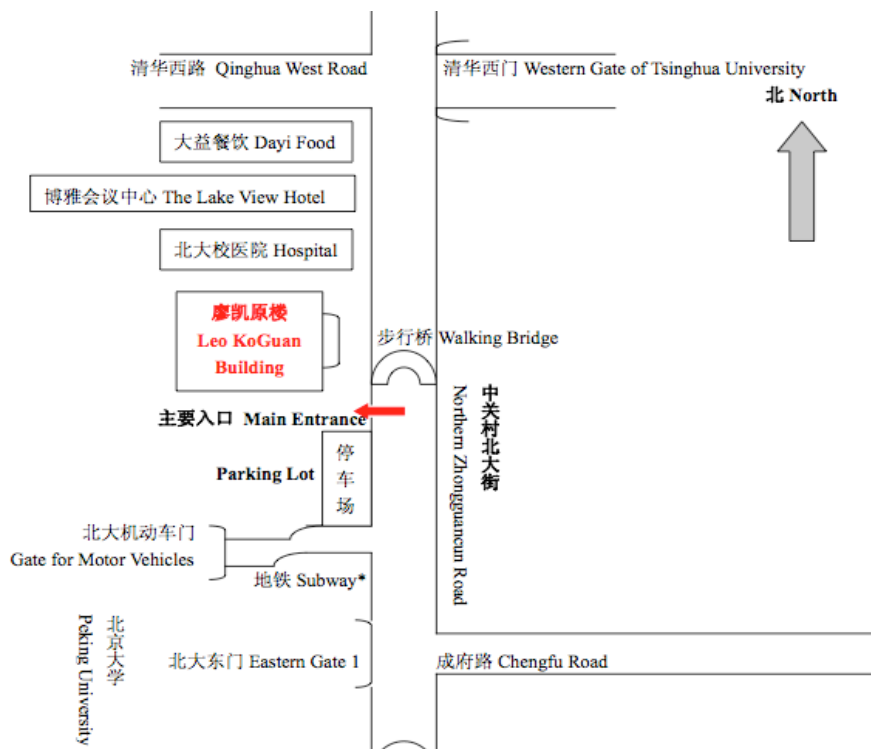 清华西路 Qinghua West Road
清华西门 Western Gate of Tsinghua University
北 North
大益餐饮 Dayi Food
博雅会议中心 The Lake View Hotel
北大校医院 Hospital
廖凯原楼
Leo KoGuan
Building
步行桥 Walking Bridge
主要入口 Main Entrance
中关村北大街
Northern Zhongguancun Road
Parking Lot
停车场
北大机动车门
Gate for Motor Vehicles
地铁 Subway*
北京大学
Peking University
北大东门 Eastern Gate 1
成府路 Chengfu Road